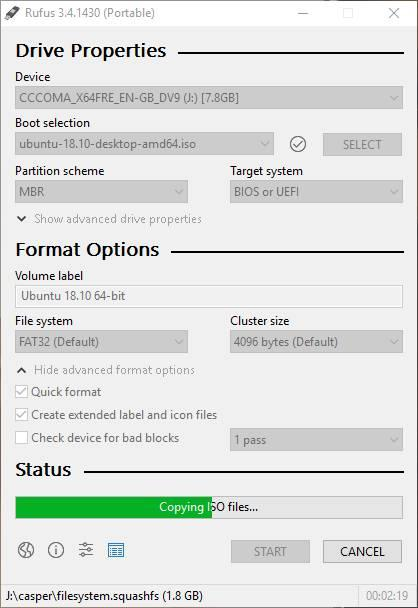 Rufus 3.4.1430 (Portable)
Drive Properties
Device
CCCOMA_X64FRE_EN-GB_DV9 (J:) [7.8GB]
Boot selection
ubuntu-18.10-desktop-amd64.iso
SELECT
Partition scheme
Target system
MBR
BIOS or UEFI
Show advanced drive properties
Format Options
Volume label
Ubuntu 18.10 64-bit
File system
Cluster size
FAT32 (Default)
4096 bytes (Default)
Hide advanced format options
Quick format
Create extended label and icon files
Check device for bad blocks
1 pass
Status
Copying ISO files...
START
CANCEL
J:\casper\filesystem.squashfs (1.8 GB)
00:02:19